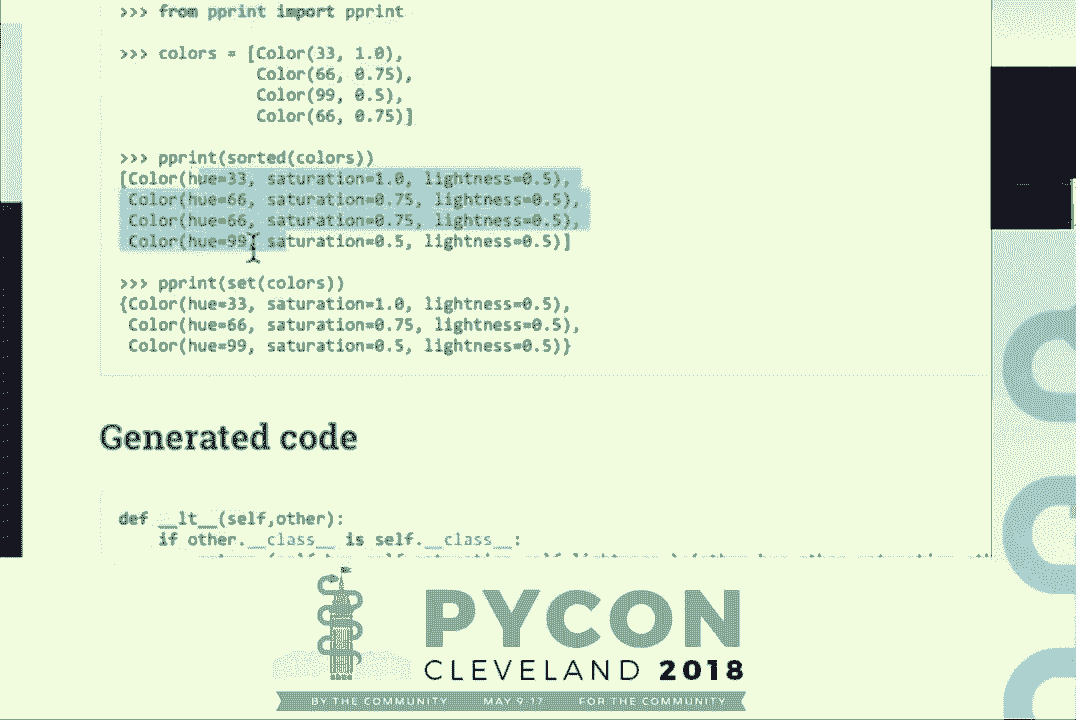 >>> from pprint import pprint
>>> colors = [Color(33, 1.0),
Color(66, 0.75),
Color(99, 0.5),
Color(66, 0.75)]
>>> pprint(sorted(colors))
[Color(hue=33, saturation=1.0, lightness=0.5),
Color(hue=66, saturation=0.75, lightness=0.5),
Color(hue=66, saturation=0.75, lightness=0.5),
Color(hue=99, saturation=0.5, lightness=0.5)]
>>> pprint(set(colors))
{Color(hue=33, saturation=1.0, lightness=0.5),
Color(hue=66, saturation=0.75, lightness=0.5),
Color(hue=99, saturation=0.5, lightness=0.5)}
Generated code
def __lt__(self,other):
if other.__class__ is self.__class__:
PYCON
CLEVELAND 2018
BY THE COMMUNITY MAY 9-17 FOR THE COMMUNITY